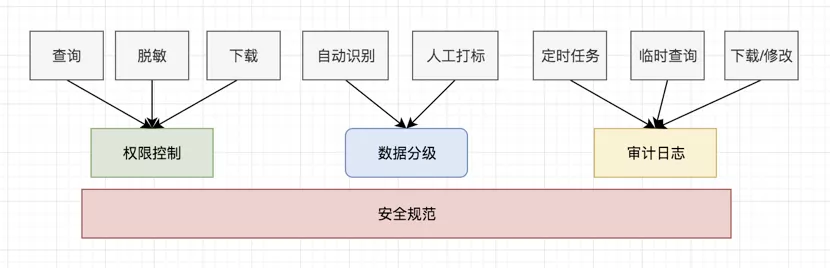 查询
脱敏
下载
自动识别
人工打标
定时任务
临时查询
下载/修改
权限控制
数据分级
审计日志
安全规范